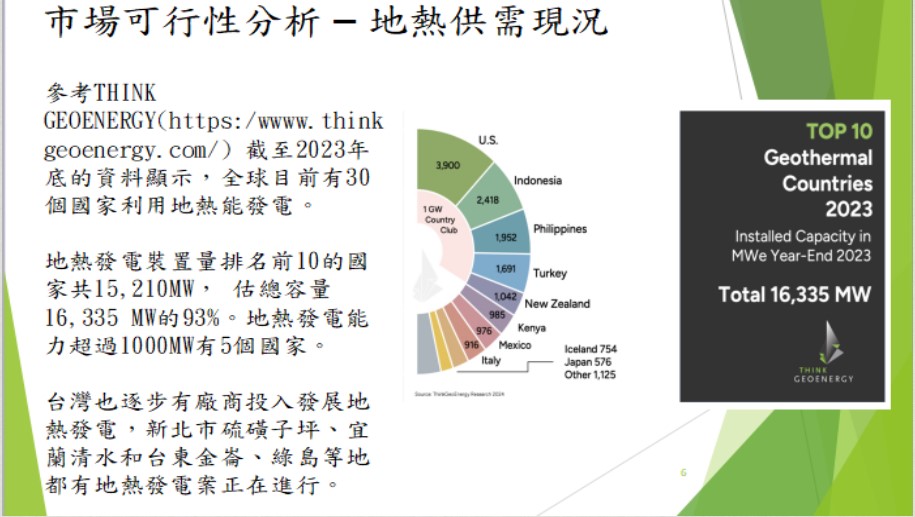 市場可行性分析 – 地熱供需現況
參考THINK
GEOENERGY(https:/wwww.think
geoenergy.com/) 截至2023年
底的資料顯示，全球目前有30
個國家利用地熱能發電。
地熱發電裝置量排名前10的國
家共15,210MW， 估總容量
16,335 MW的93%。地熱發電能
力超過1000MW有5個國家。
台灣也逐步有廠商投入發展地
熱發電，新北市硫磺子坪、宜
蘭清水和台東金崙、綠島等地
都有地熱發電案正在進行。
U.S.
3,900
Indonesia
2,418
1 GW
Country
Club
Philippines
1,952
Turkey
1,691
New Zealand
1,042
Kenya
985
Mexico
976
Italy
916
Iceland 754
Japan 576
Other 1,125
Source: ThinkGeoEnergy Research 2024
TOP 10
Geothermal
Countries
2023
Installed Capacity in
MWe Year-End 2023
Total 16,335 MW
THINK
GEOENERGY
6